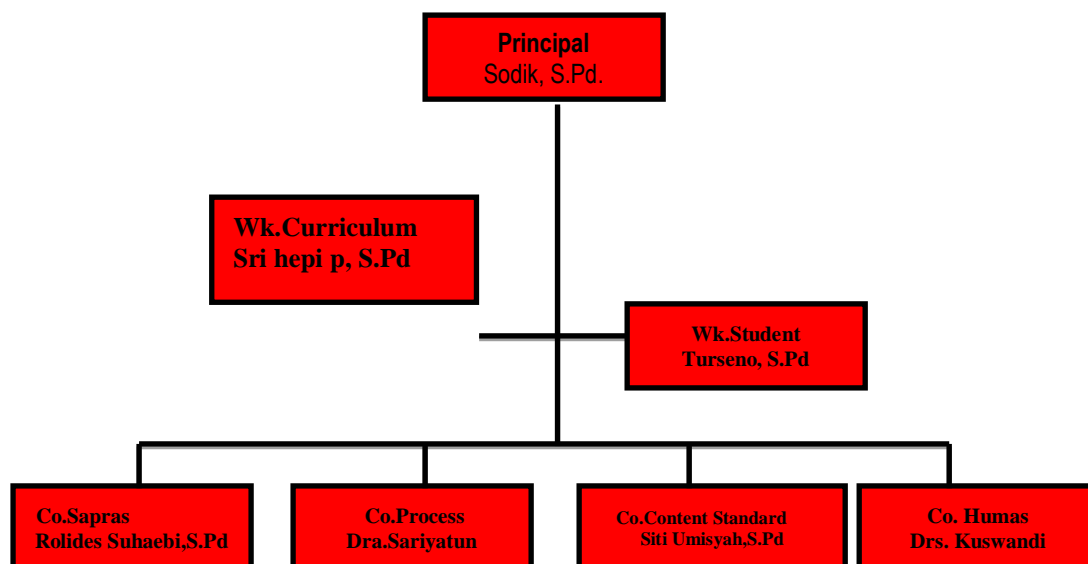 Principal
Sodik, S.Pd.
Wk.Curriculum
Sri hepi p, S.Pd
Wk.Student
Turseno, S.Pd
Co.Sapras
Rolides Suhaebi,S.Pd
Co.Process
Dra.Sariyatun
Co.Content Standard
Siti Umisyah,S.Pd
Co. Humas
Drs. Kuswandi